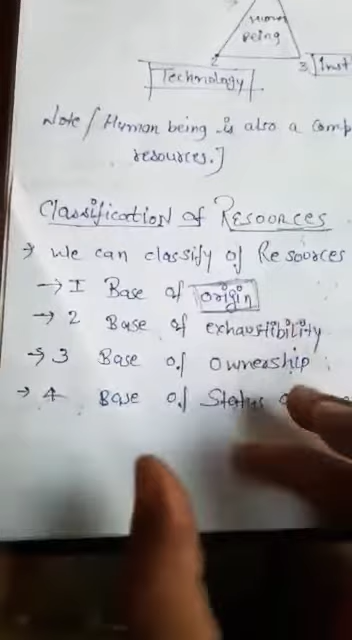 Human
Being
2
3
Technology
Inst
Note / Human being is also a comp
resources.]
Classification of Resources
→ We can classify of Resources
→ I Base of origin
→ 2 Base of exhaustibility
→ 3 Base of ownership
→ 4 Base of Status